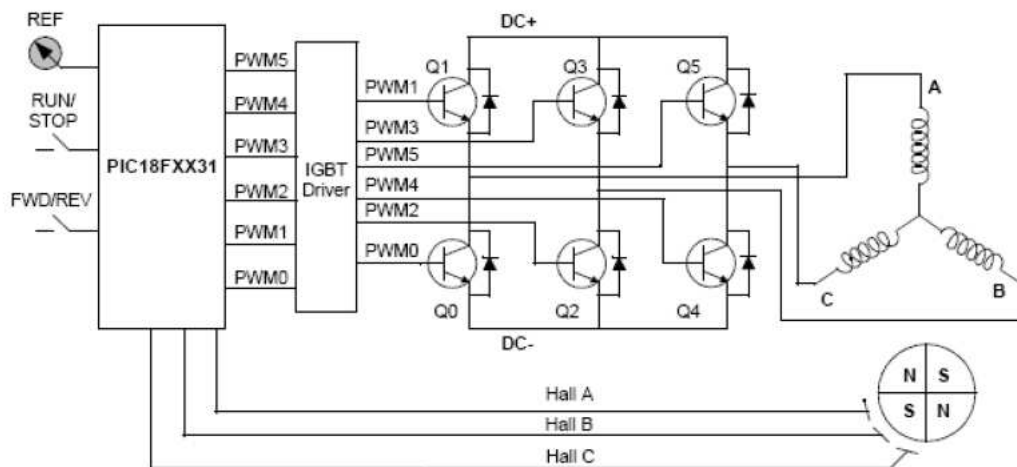 REF
RUN/
STOP
FWD/REV
PIC18FXX31
PWM5
PWM4
PWM3
PWM2
PWM1
PWM0
IGBT
Driver
PWM1
PWM3
PWM5
PWM4
PWM2
PWM0
DC+
Q1
Q3
Q5
Q0
Q2
Q4
DC-
A
C
B
Hall A
Hall B
Hall C
N S
S N